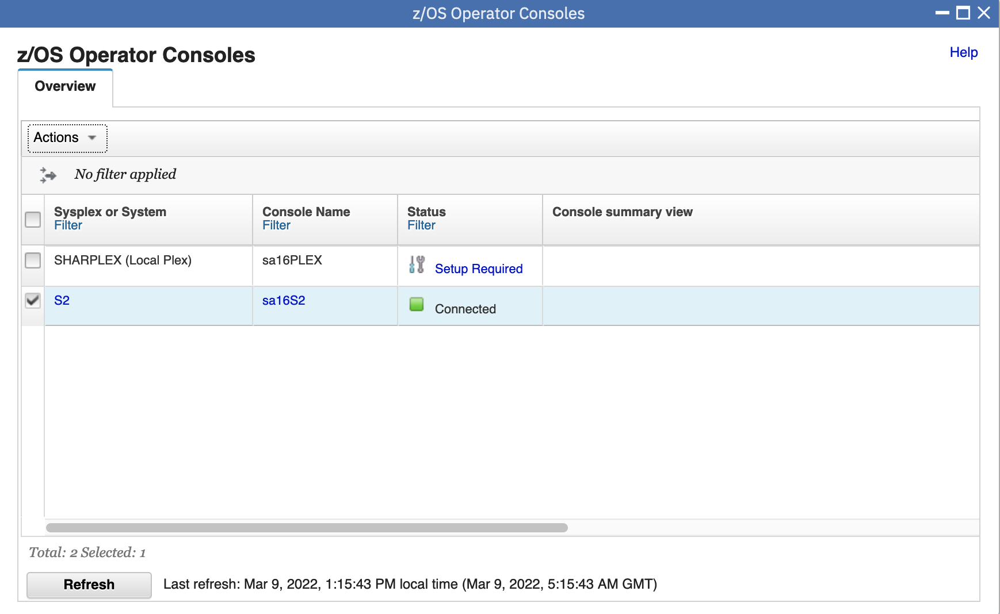 z/OS Operator Consoles
z/OS Operator Consoles
Help
Overview
Actions
No filter applied
Sysplex or System Console Name Status Console summary view
Filter Filter Filter
SHARPLEX (Local Plex) sa16PLEX Setup Required
S2 sa16S2 Connected
Total: 2 Selected: 1
Refresh Last refresh: Mar 9, 2022, 1:15:43 PM local time (Mar 9, 2022, 5:15:43 AM GMT)